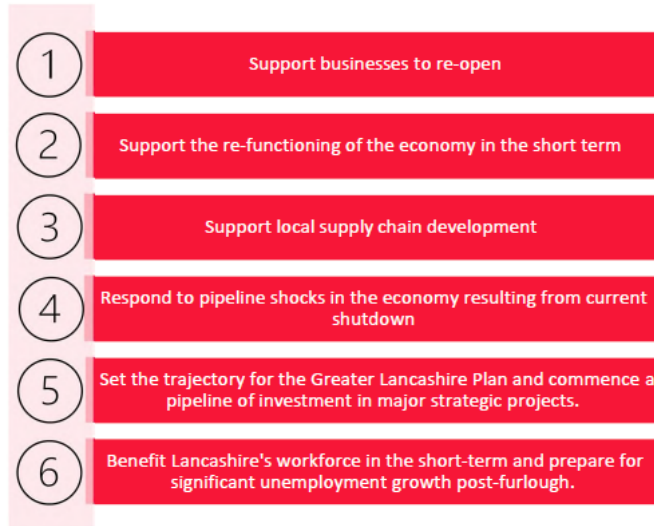 1
Support businesses to re-open
2
Support the re-functioning of the economy in the short term
3
Support local supply chain development
4
Respond to pipeline shocks in the economy resulting from current
shutdown
5
Set the trajectory for the Greater Lancashire Plan and commence a
pipeline of investment in major strategic projects.
6
Benefit Lancashire's workforce in the short-term and prepare for
significant unemployment growth post-furlough.